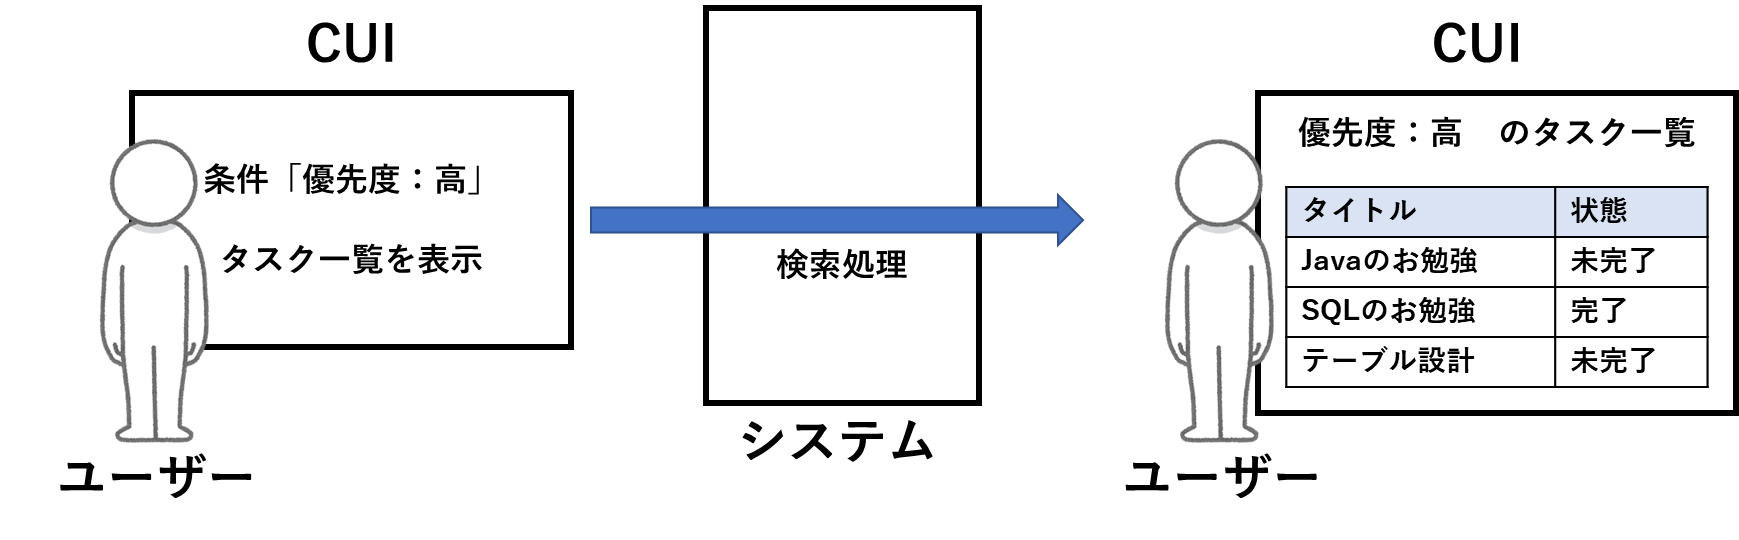 CUI
条件「優先度：高」
タスク一覧を表示
ユーザー
検索処理
システム
CUI
優先度：高　のタスク一覧
タイトル 状態
Javaのお勉強 未完了
SQLのお勉強 完了
テーブル設計 未完了
ユーザー